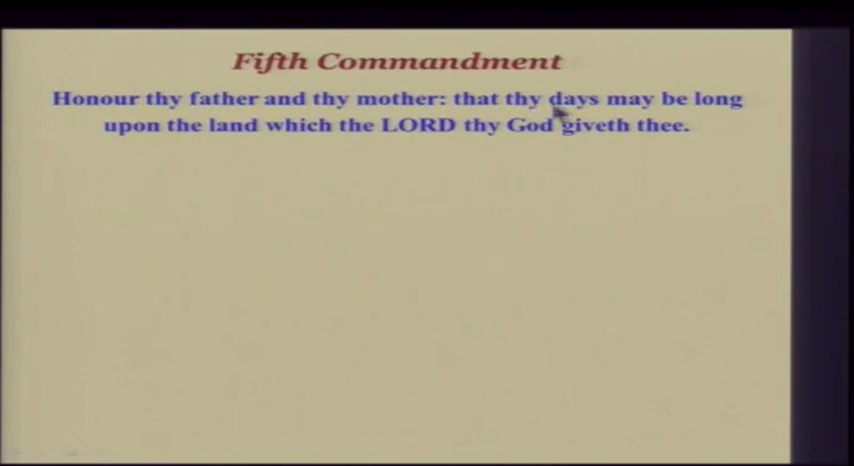 Fifth Commandment
Honour thy father and thy mother: that thy days may be long
upon the land which the LORD thy God giveth thee.